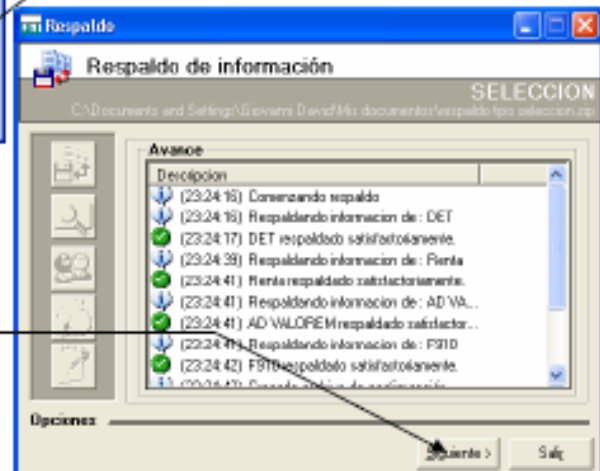 Respaldo
Respaldo de información
SELECCION
C:\Documents and Settings\Giovanni David\Mis documentos\respaldo tipo seleccion.zip
Avance
Descripcion
(23:24:16) Comenzando respaldo
(23:24:16) Respaldando informacion de : DET
(23:24:17) DET respaldado satisfactoriamente.
(23:24:39) Respaldando informacion de : Renta
(23:24:41) Renta respaldado satisfactoriamente.
(23:24:41) Respaldando informacion de : AD VA...
(23:24:41) AD VALOREM respaldado satisfactor...
(23:24:41) Respaldando informacion de : F910
(23:24:42) F910 respaldado satisfactoriamente.
Opciones
Siguiente >
Salir